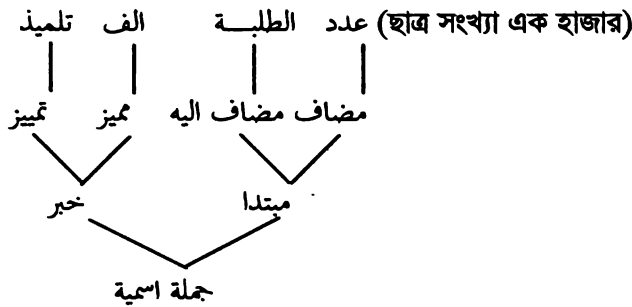 عدد الطلبـــة الف تلميذ (ছাত্র সংখ্যা এক হাজার)
مضاف مضاف اليه مميز تمييز
مبتدا خبر
جملة اسمية